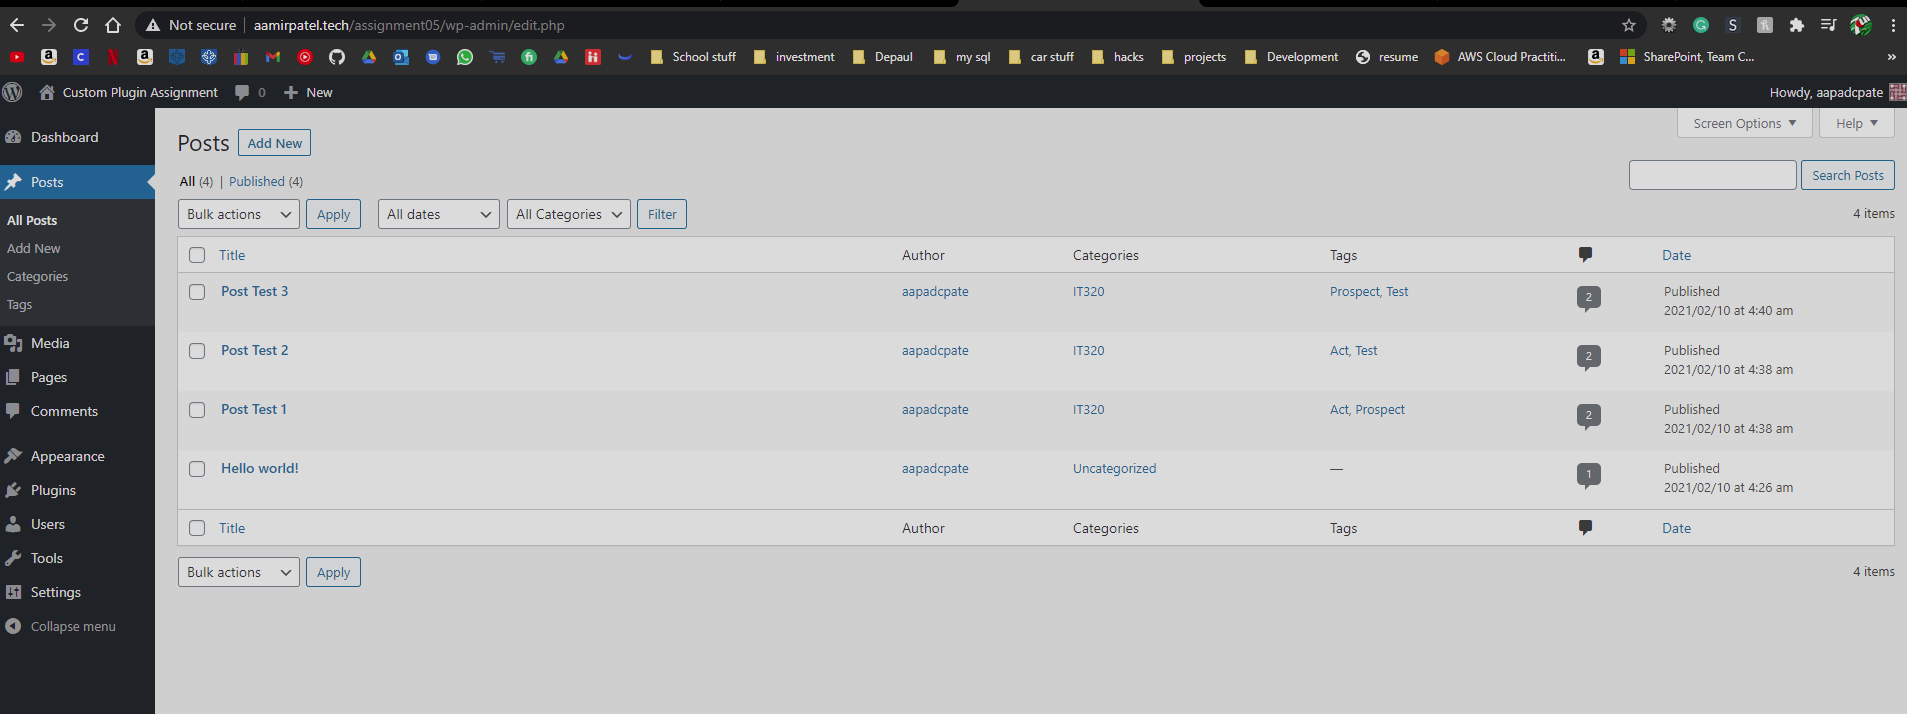 Not secure | aamirpatel.tech/assignment05/wp-admin/edit.php
School stuff investment Depaul my sql car stuff hacks projects Development resume AWS Cloud Practiti... SharePoint, Team C... »
Custom Plugin Assignment 0 + New Howdy, aapadcpate
Dashboard
Posts
All Posts
Add New
Categories
Tags
Media
Pages
Comments
Appearance
Plugins
Users
Tools
Settings
Collapse menu
Screen Options Help
Posts Add New
All (4) | Published (4)
Search Posts
Bulk actions Apply All dates All Categories Filter 4 items
Title Author Categories Tags Date
Post Test 3 aapadcpate IT320 Prospect, Test 2 Published
2021/02/10 at 4:40 am
Post Test 2 aapadcpate IT320 Act, Test 2 Published
2021/02/10 at 4:38 am
Post Test 1 aapadcpate IT320 Act, Prospect 2 Published
2021/02/10 at 4:38 am
Hello world! aapadcpate Uncategorized — 1 Published
2021/02/10 at 4:26 am
Title Author Categories Tags Date
Bulk actions Apply 4 items